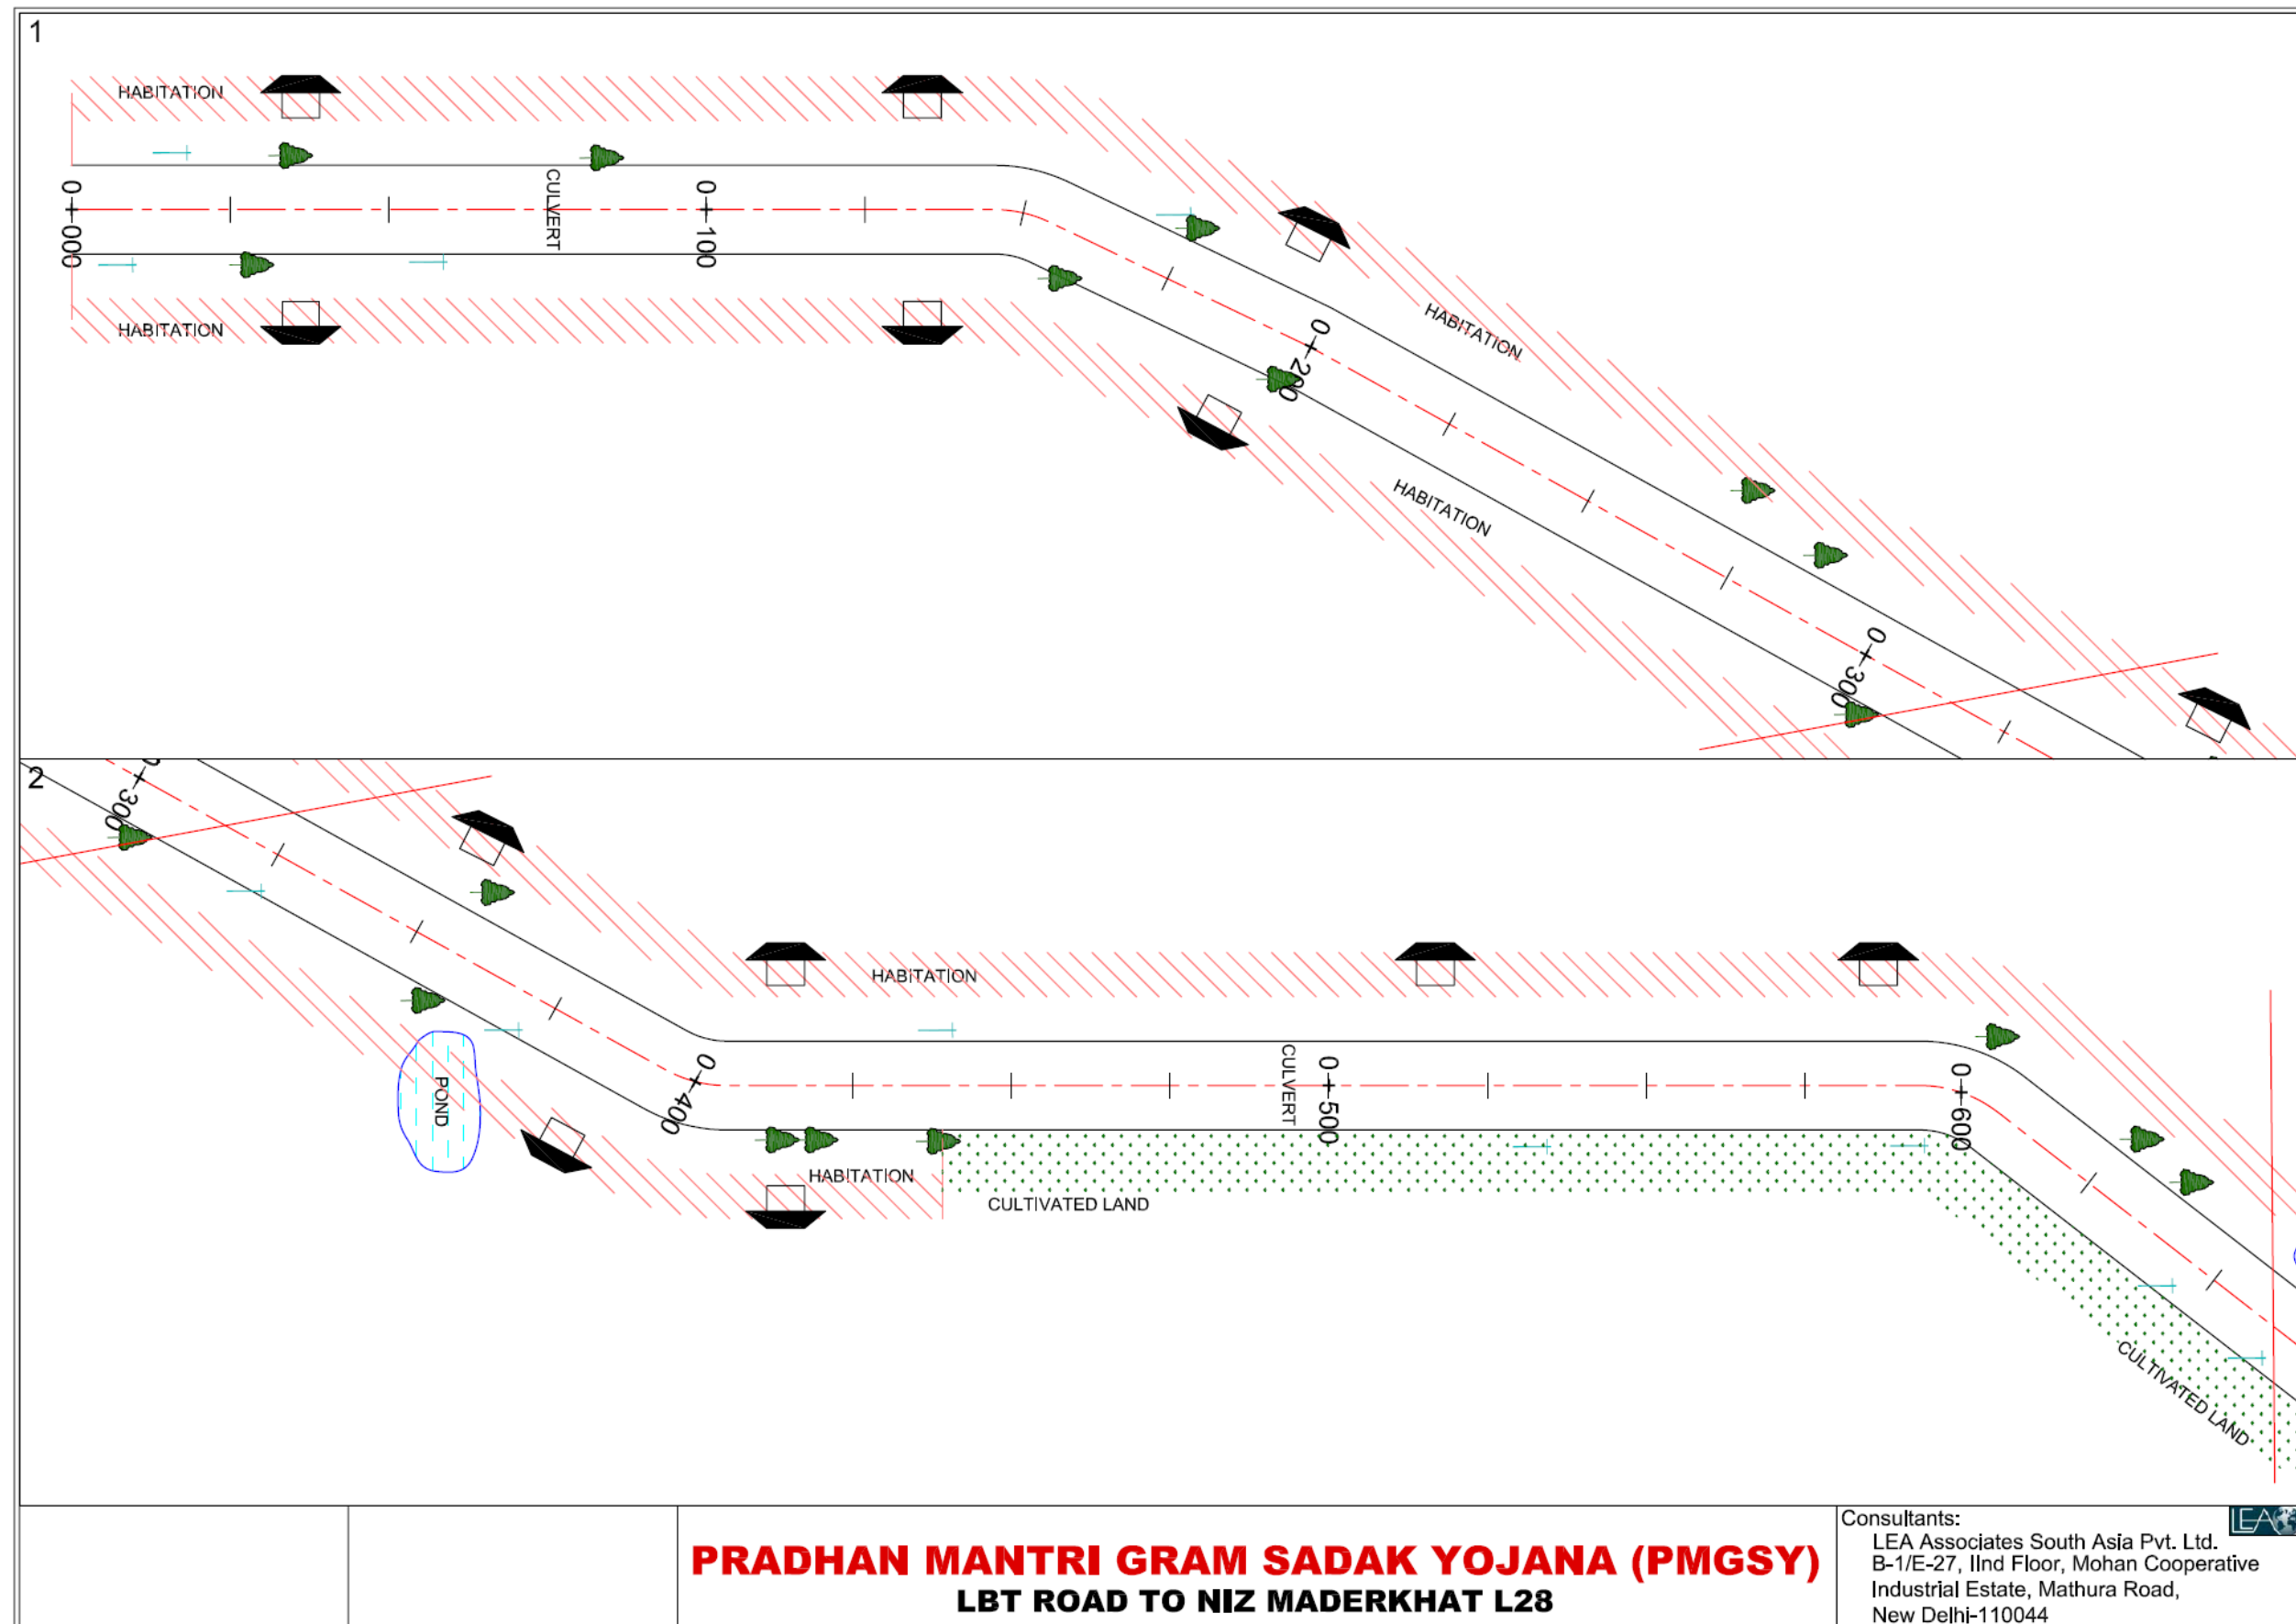 1
HABITATION
HABITATION
0+000
CULVERT
0+100
HABITATION
0+200
HABITATION
0+300
2
0+300
POND
HABITATION
0+400
HABITATION
CULTIVATED LAND
CULVERT
0+500
0+600
CULTIVATED LAND
PRADHAN MANTRI GRAM SADAK YOJANA (PMGSY)
LBT ROAD TO NIZ MADERKHAT L28
Consultants:
LEA
LEA Associates South Asia Pvt. Ltd.
B-1/E-27, IInd Floor, Mohan Cooperative
Industrial Estate, Mathura Road,
New Delhi-110044